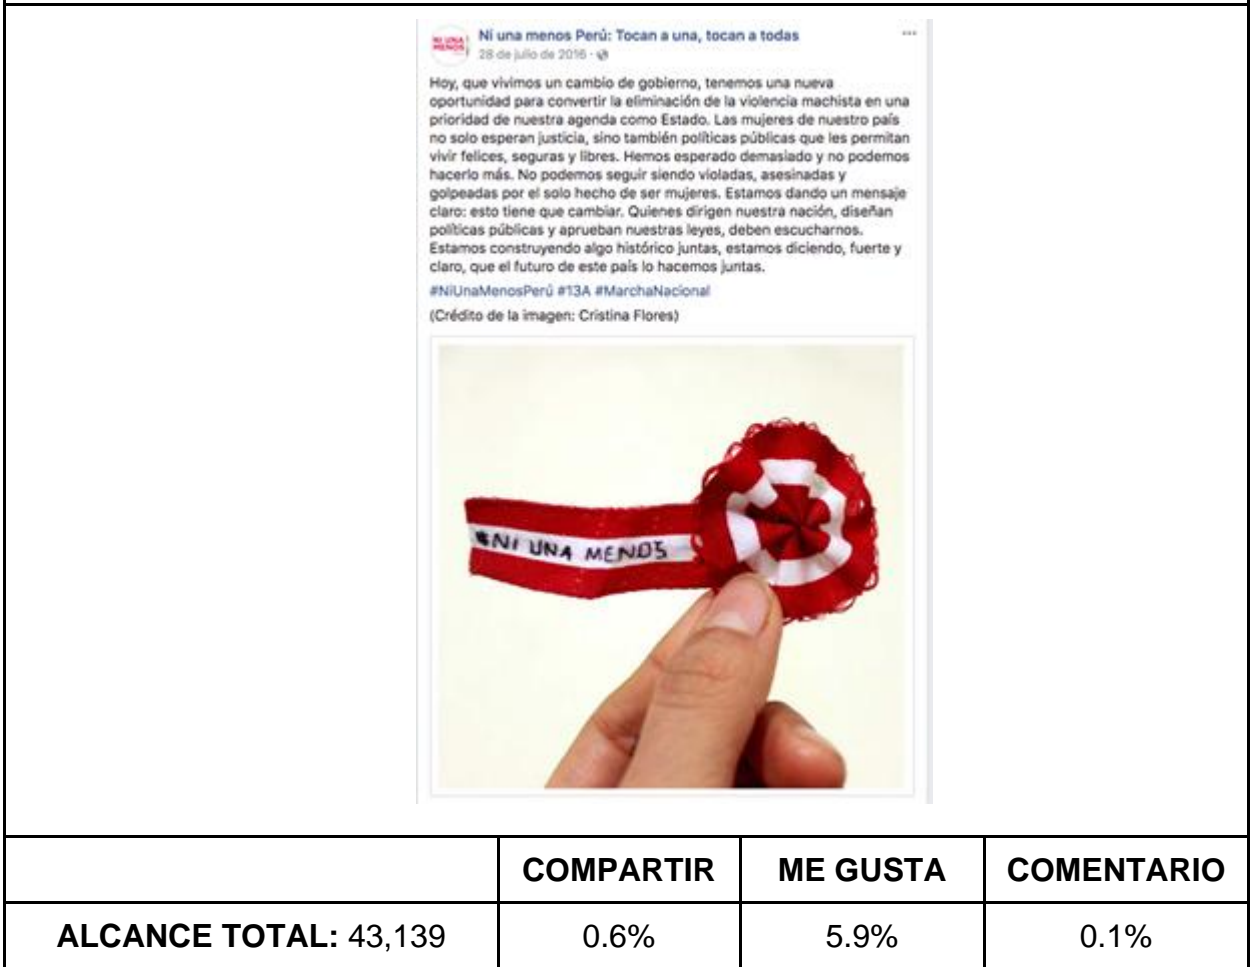 NI UNA MENOS
Ni una menos Perú: Tocan a una, tocan a todas
28 de julio de 2016 ·
Hoy, que vivimos un cambio de gobierno, tenemos una nueva
oportunidad para convertir la eliminación de la violencia machista en una
prioridad de nuestra agenda como Estado. Las mujeres de nuestro país
no solo esperan justicia, sino también políticas públicas que les permitan
vivir felices, seguras y libres. Hemos esperado demasiado y no podemos
hacerlo más. No podemos seguir siendo violadas, asesinadas y
golpeadas por el solo hecho de ser mujeres. Estamos dando un mensaje
claro: esto tiene que cambiar. Quienes dirigen nuestra nación, diseñan
políticas públicas y aprueban nuestras leyes, deben escucharnos.
Estamos construyendo algo histórico juntas, estamos diciendo, fuerte y
claro, que el futuro de este país lo hacemos juntas.
#NiUnaMenosPerú #13A #MarchaNacional
(Crédito de la imagen: Cristina Flores)
#NI UNA MENOS
COMPARTIR ME GUSTA COMENTARIO
ALCANCE TOTAL: 43,139 0.6% 5.9% 0.1%